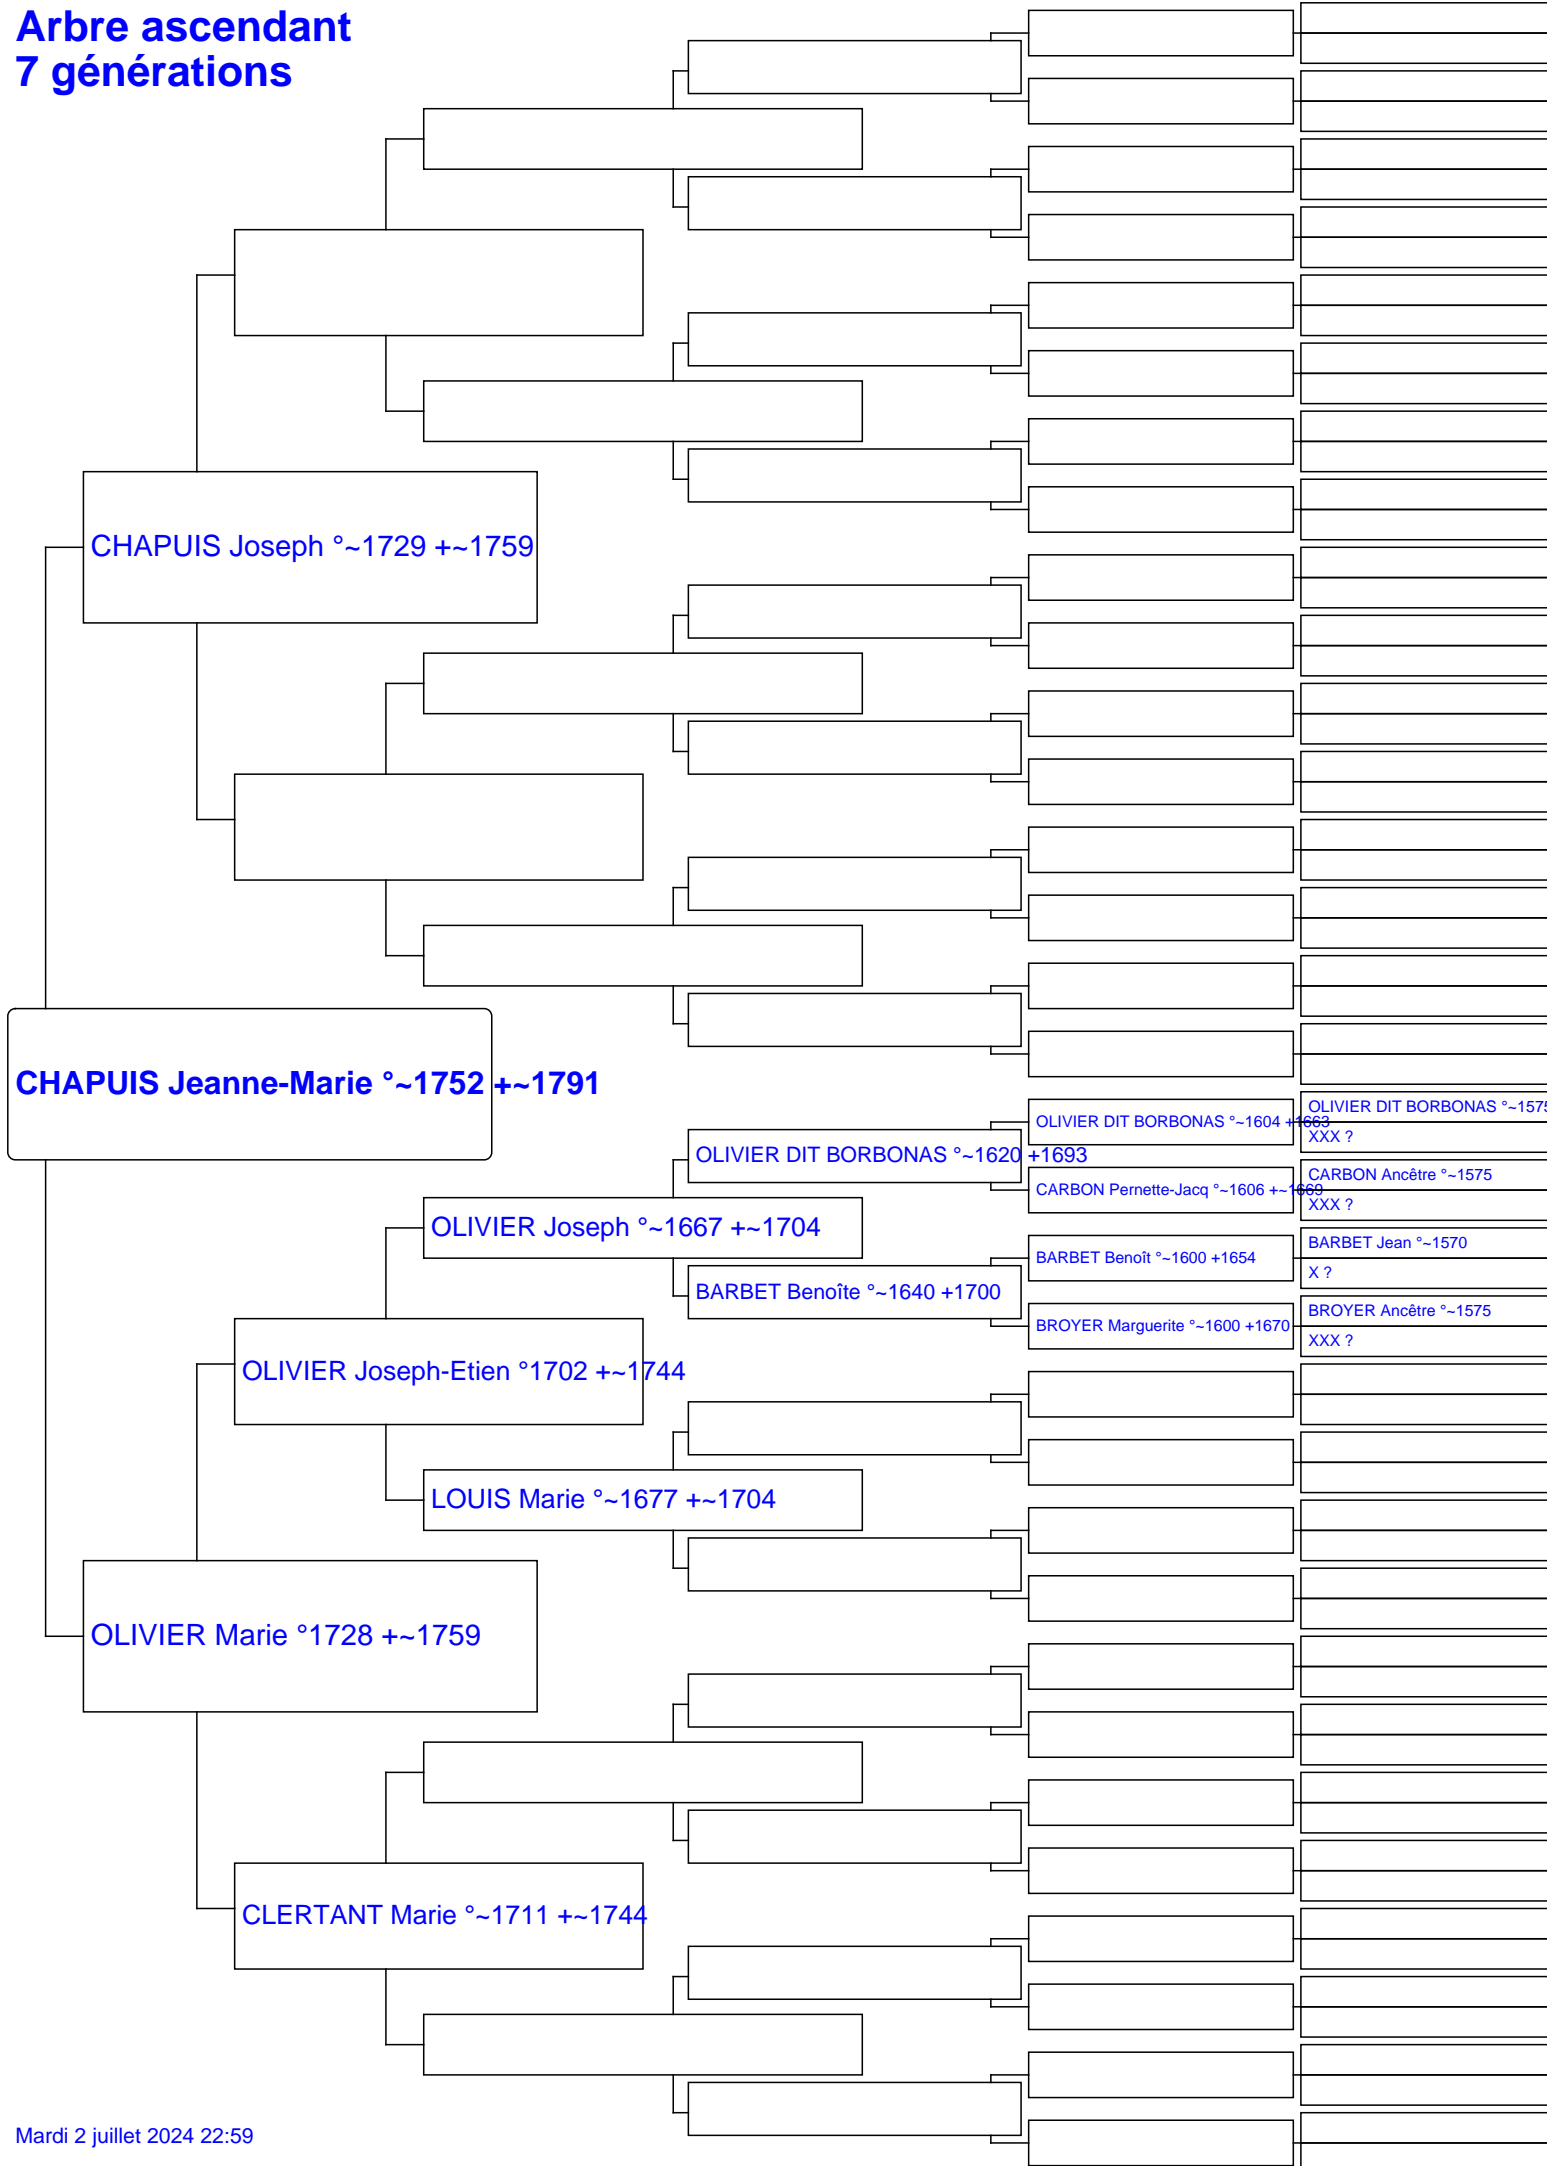 Arbre ascendant
7 générations
CHAPUIS Joseph °~1729 +~1759
CHAPUIS Jeanne-Marie °~1752 +~1791
OLIVIER DIT BORBONAS °~1575
OLIVIER DIT BORBONAS °~1604 +1663
XXX ?
OLIVIER DIT BORBONAS °~1620 +1693
CARBON Ancêtre °~1575
CARBON Pernette-Jacq °~1606 +~1669
XXX ?
OLIVIER Joseph °~1667 +~1704
BARBET Jean °~1570
BARBET Benoît °~1600 +1654
X ?
BARBET Benoîte °~1640 +1700
BROYER Ancêtre °~1575
BROYER Marguerite °~1600 +1670
XXX ?
OLIVIER Joseph-Etien °1702 +~1744
LOUIS Marie °~1677 +~1704
OLIVIER Marie °1728 +~1759
CLERTANT Marie °~1711 +~1744
Mardi 2 juillet 2024 22:59